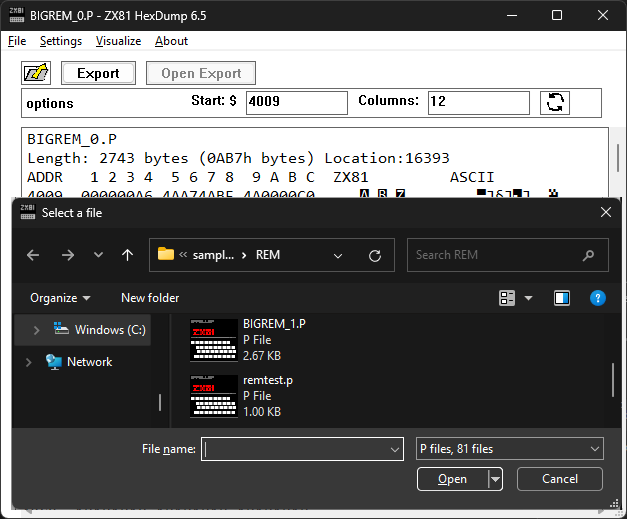 BIGREM_0.P - ZX81 HexDump 6.5
File Settings Visualize About
Export Open Export
options Start: $ 4009 Columns: 12
BIGREM_0.P
Length: 2743 bytes (0AB7h bytes) Location:16393
ADDR 1 2 3 4 5 6 7 8 9 A B C ZX81 ASCII
4009 000000A6 4AA74ABF 4A0000C0
Select a file
« sampl... > REM
Search REM
Organize New folder
Windows (C:)
Network
BIGREM_1.P
P File
2.67 KB
remtest.p
P File
1.00 KB
File name: P files, 81 files
Open Cancel